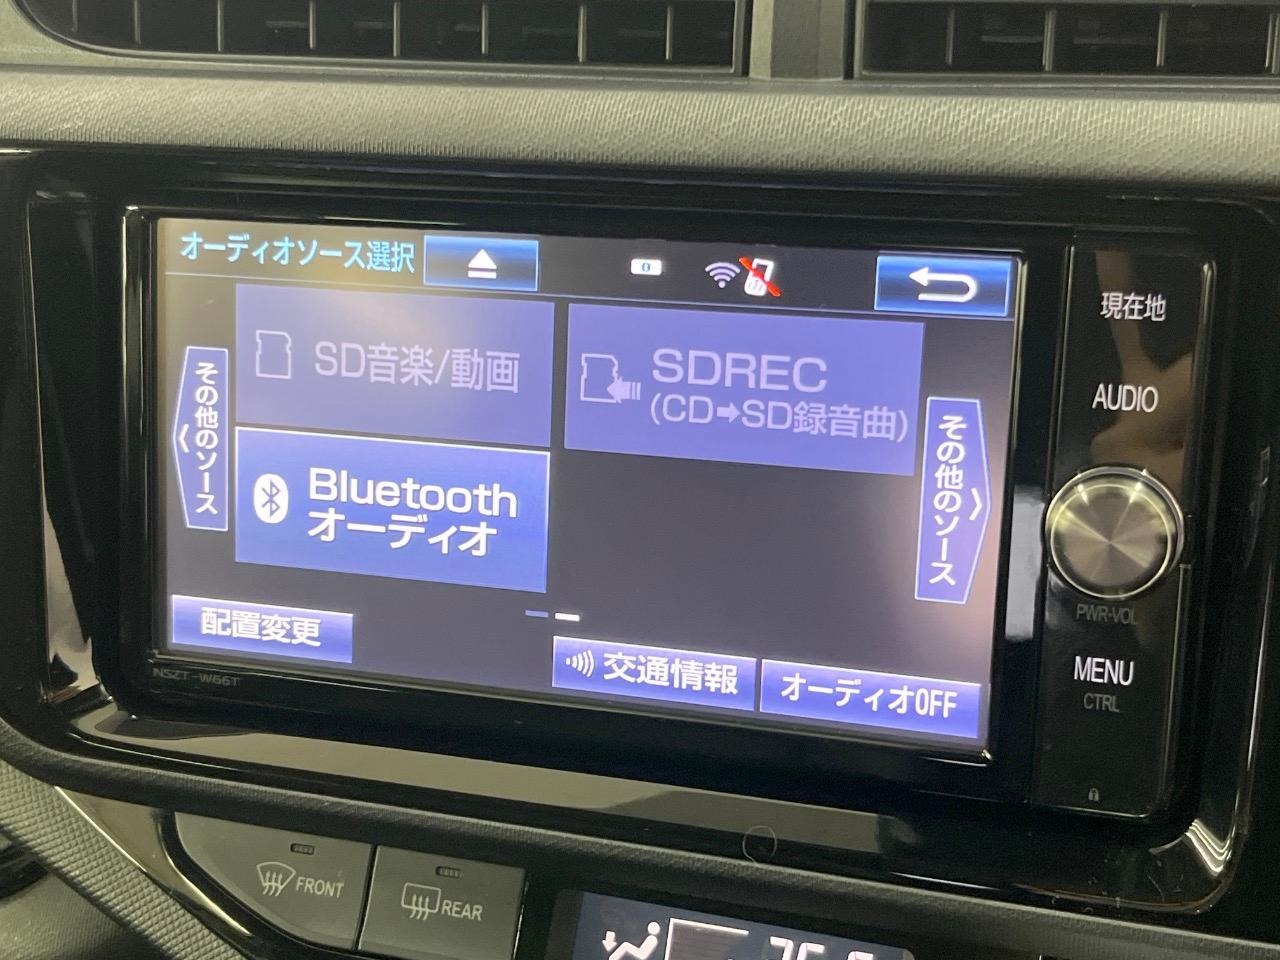 オーディオソース選択
SD音楽/動画
SDREC
(CD➡SD録音曲)
その他のソース
Bluetooth
オーディオ
その他のソース
配置変更
交通情報
オーディオOFF
NSZT-W66T
現在地
AUDIO
PWR·VOL
MENU
CTRL
FRONT
REAR